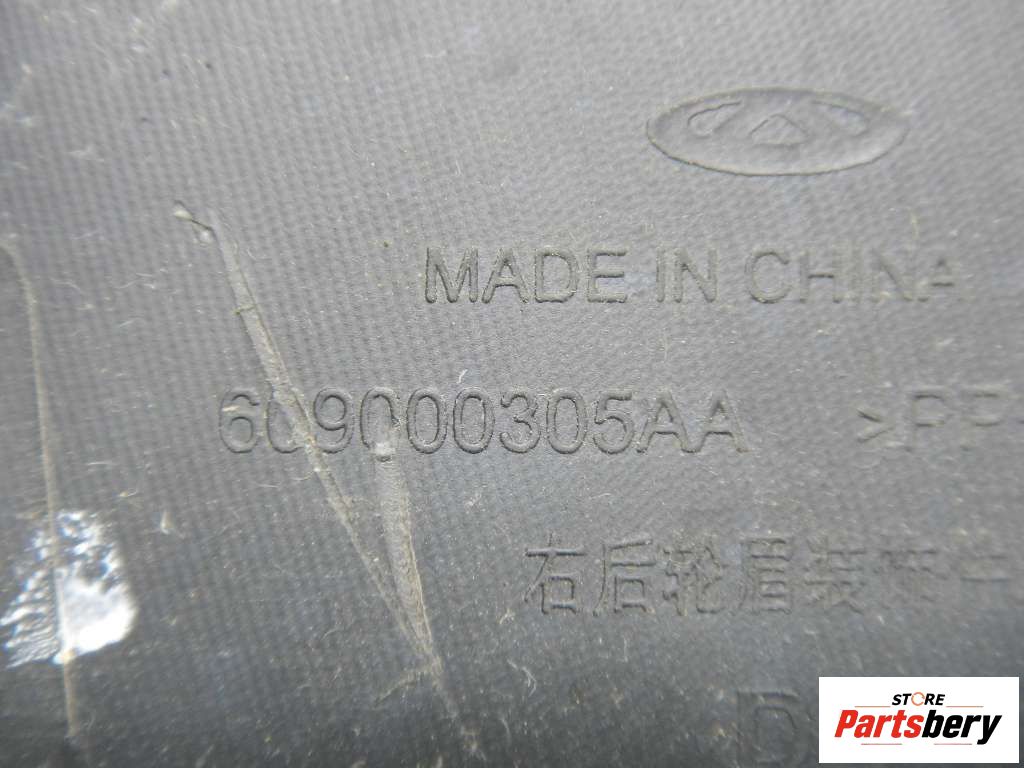 MADE IN CHINA
609000305AA >PP
右后轮眉装饰
STORE
Partsbery